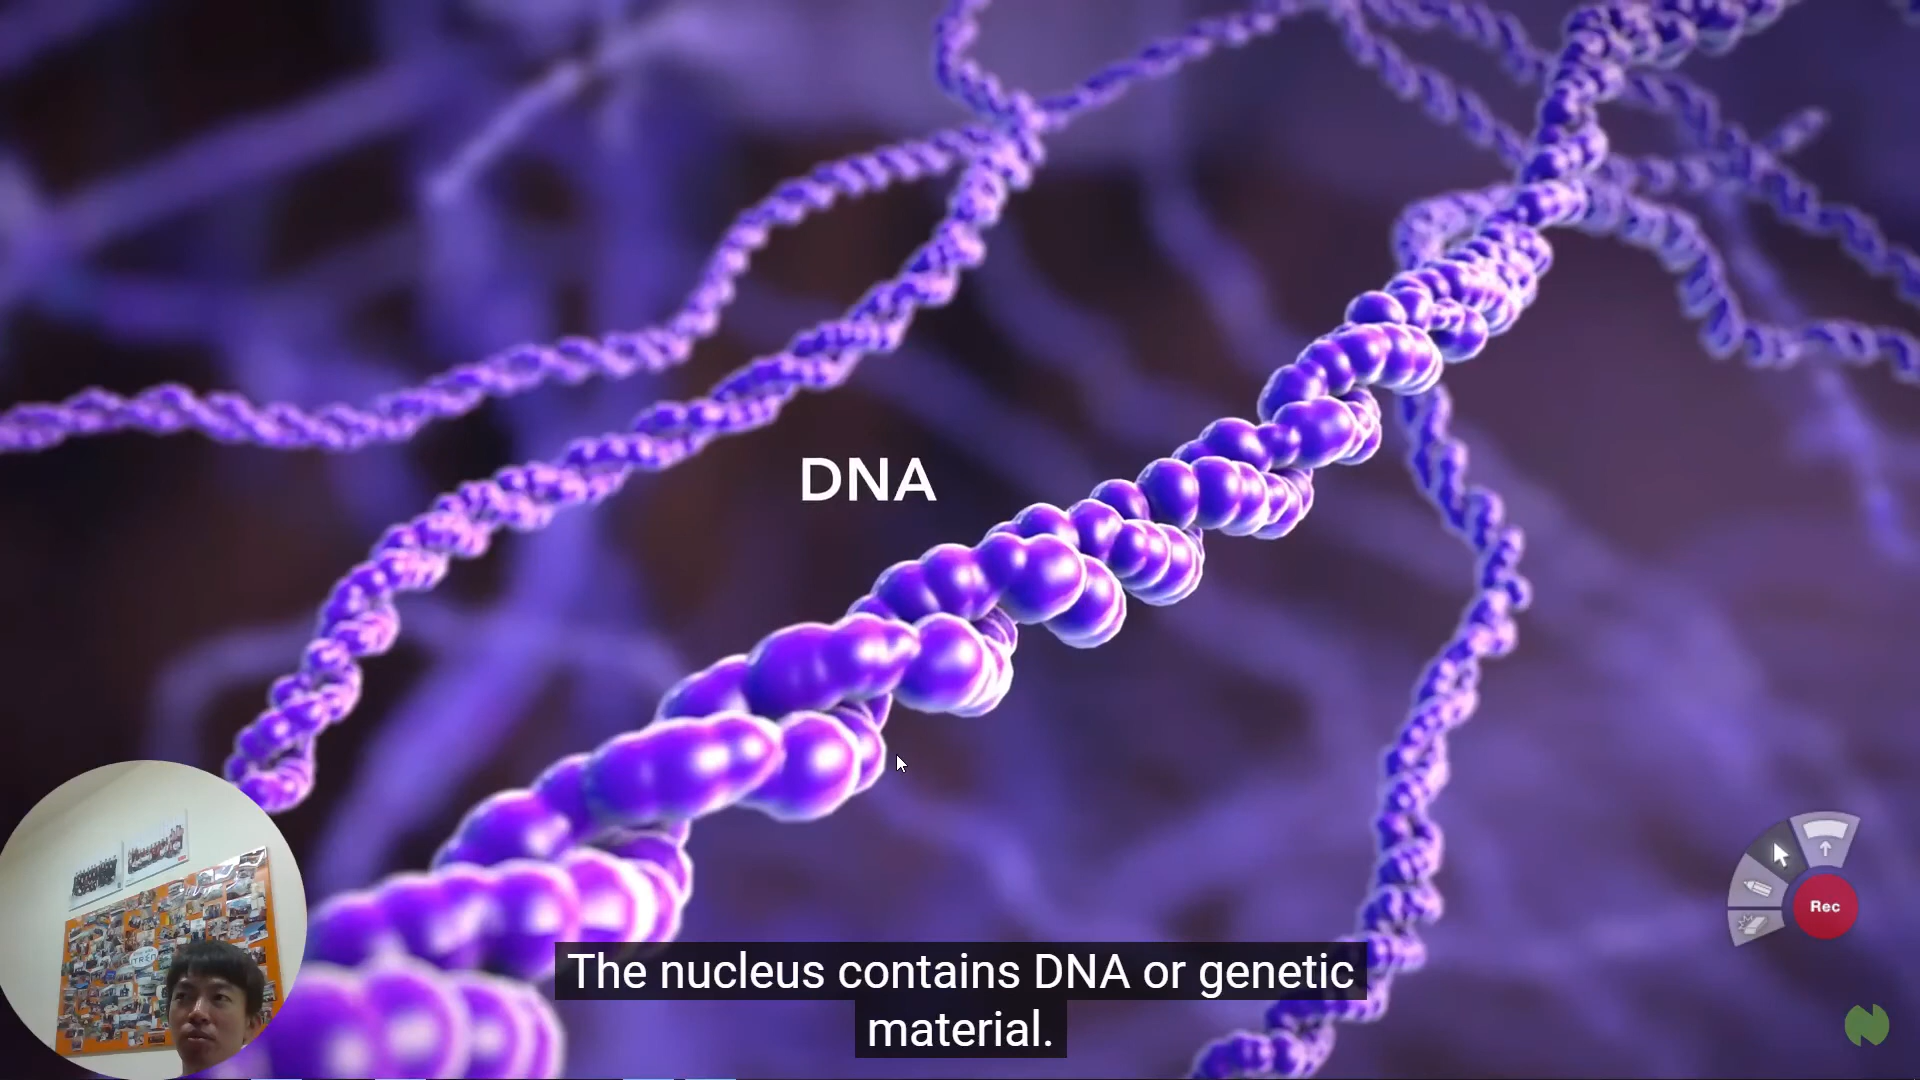 DNA
Rec
The nucleus contains DNA or genetic
material.